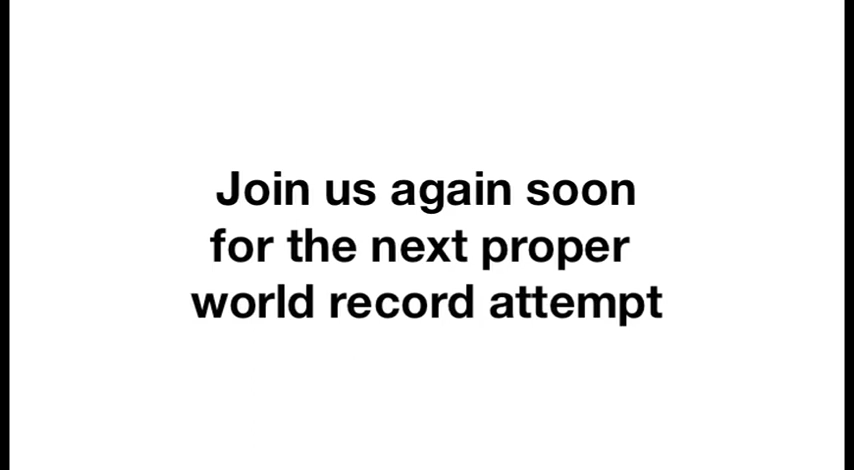 Join us again soon
for the next proper
world record attempt